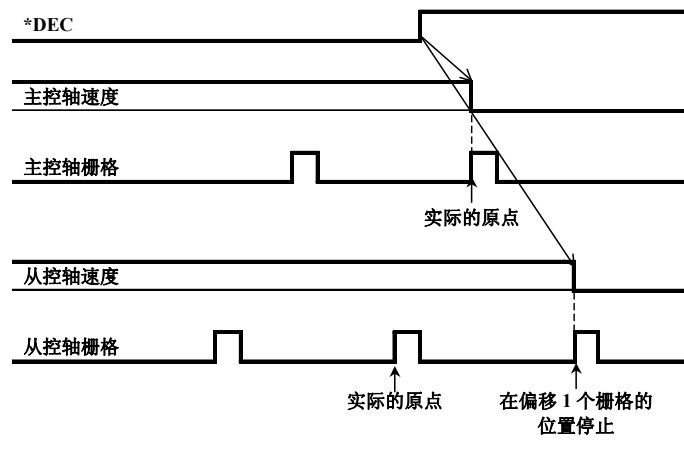 *DEC
主控轴速度
主控轴栅格
实际的原点
从控轴速度
从控轴栅格
实际的原点
在偏移 1 个栅格的
位置停止